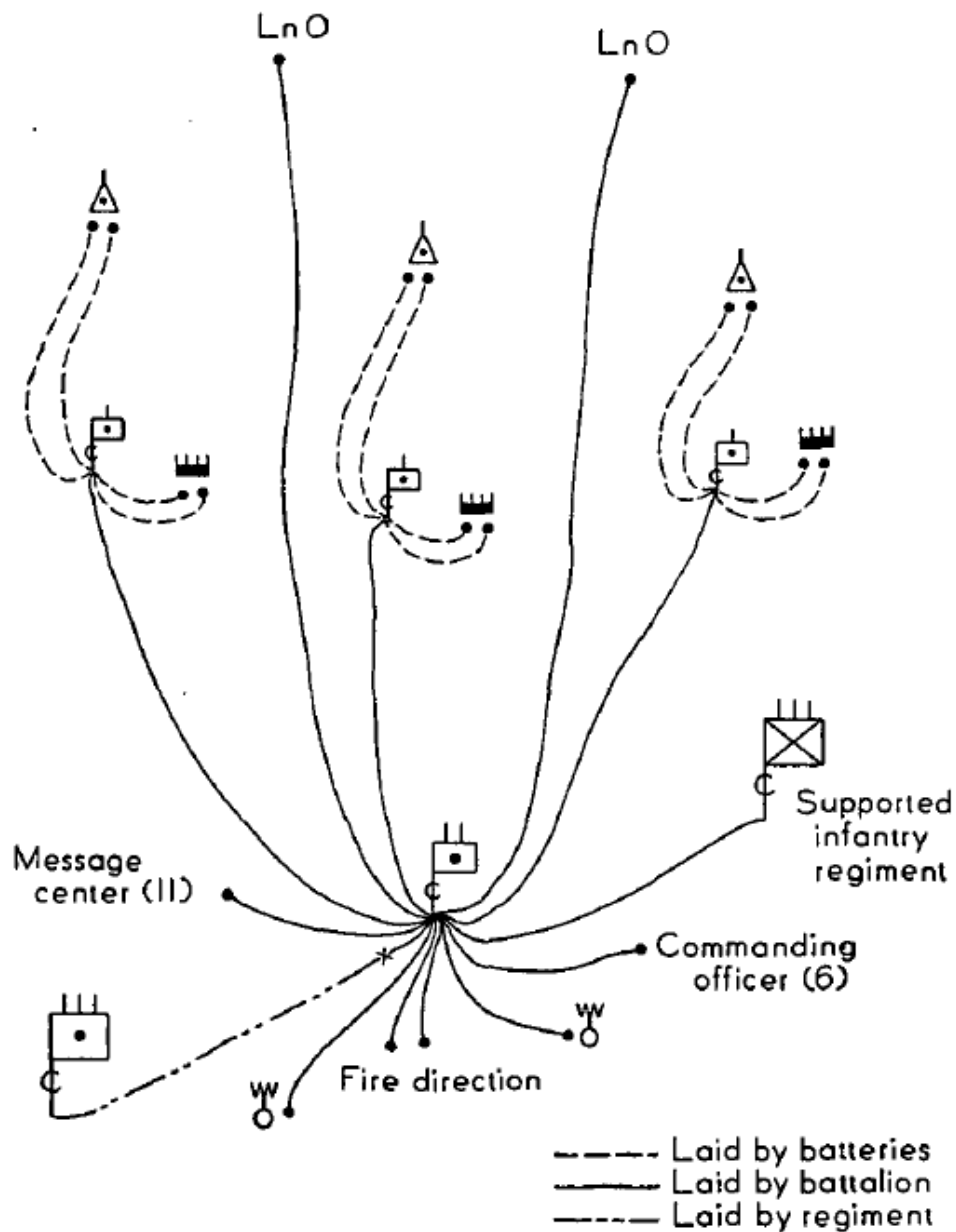 LnO
LnO
Supported
infantry
regiment
Message
center (11)
Commanding
officer (6)
Fire direction
Laid by batteries
Laid by battalion
Laid by regiment